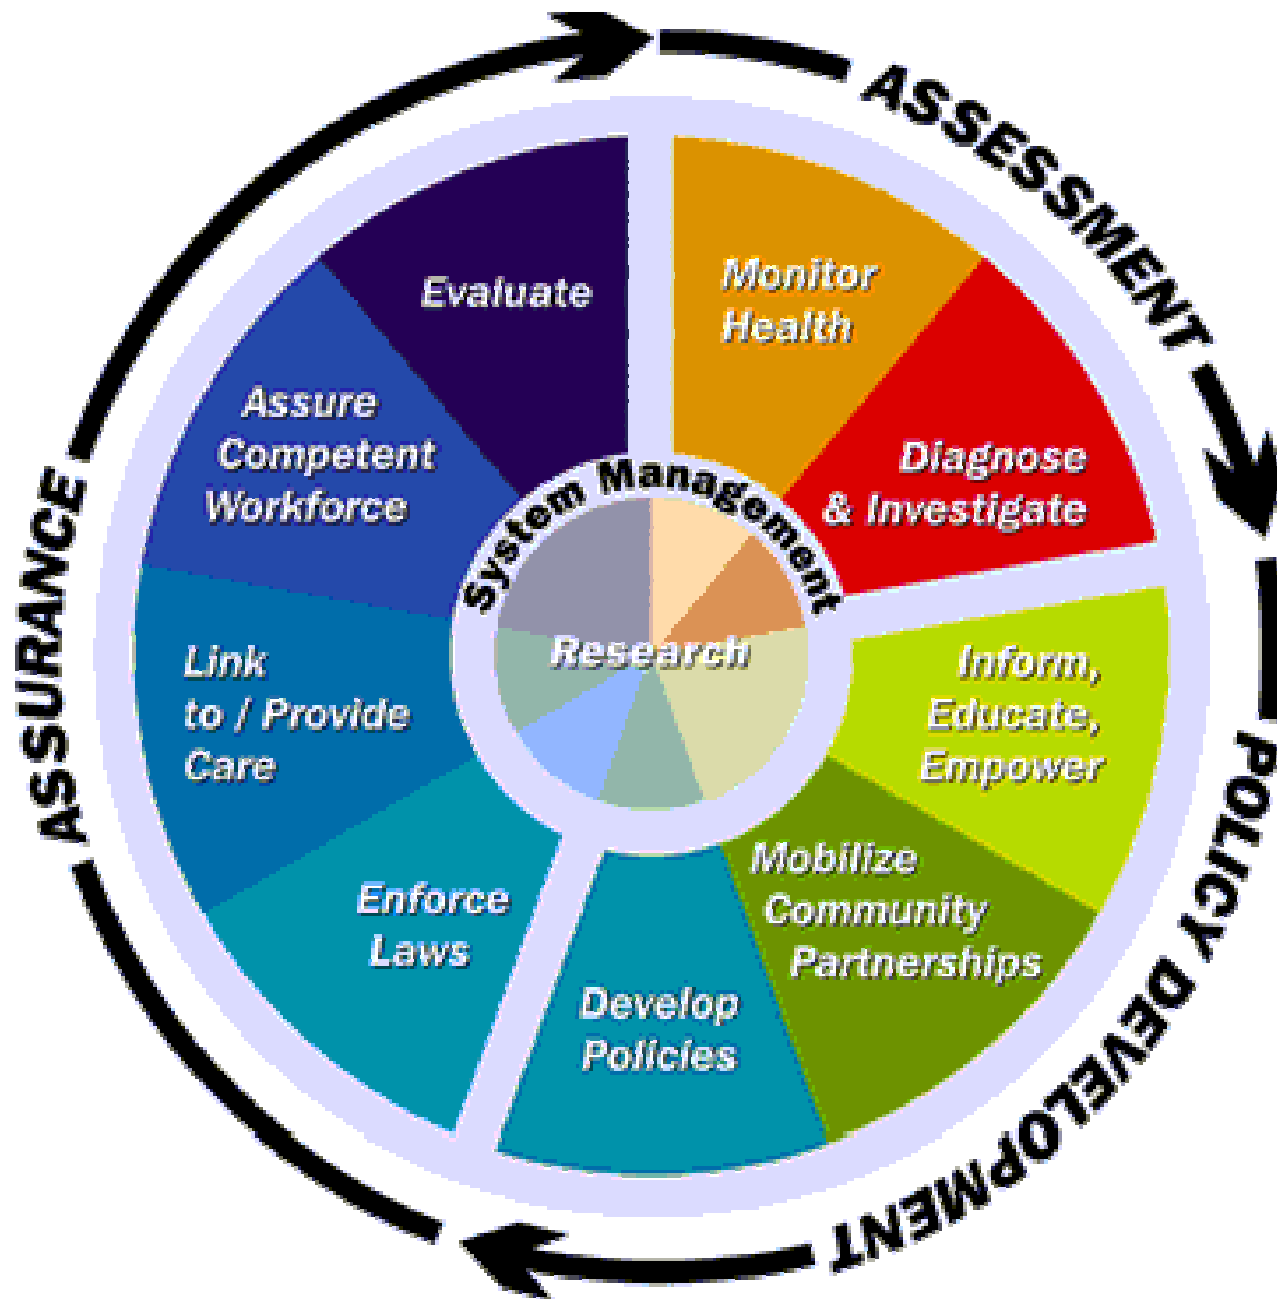 ASSESSMENT
POLICY DEVELOPMENT
ASSURANCE
Monitor
Health
Diagnose
& Investigate
Inform,
Educate,
Empower
Mobilize
Community
Partnerships
Develop
Policies
Enforce
Laws
Link
to / Provide
Care
Assure
Competent
Workforce
Evaluate
System Management
Research